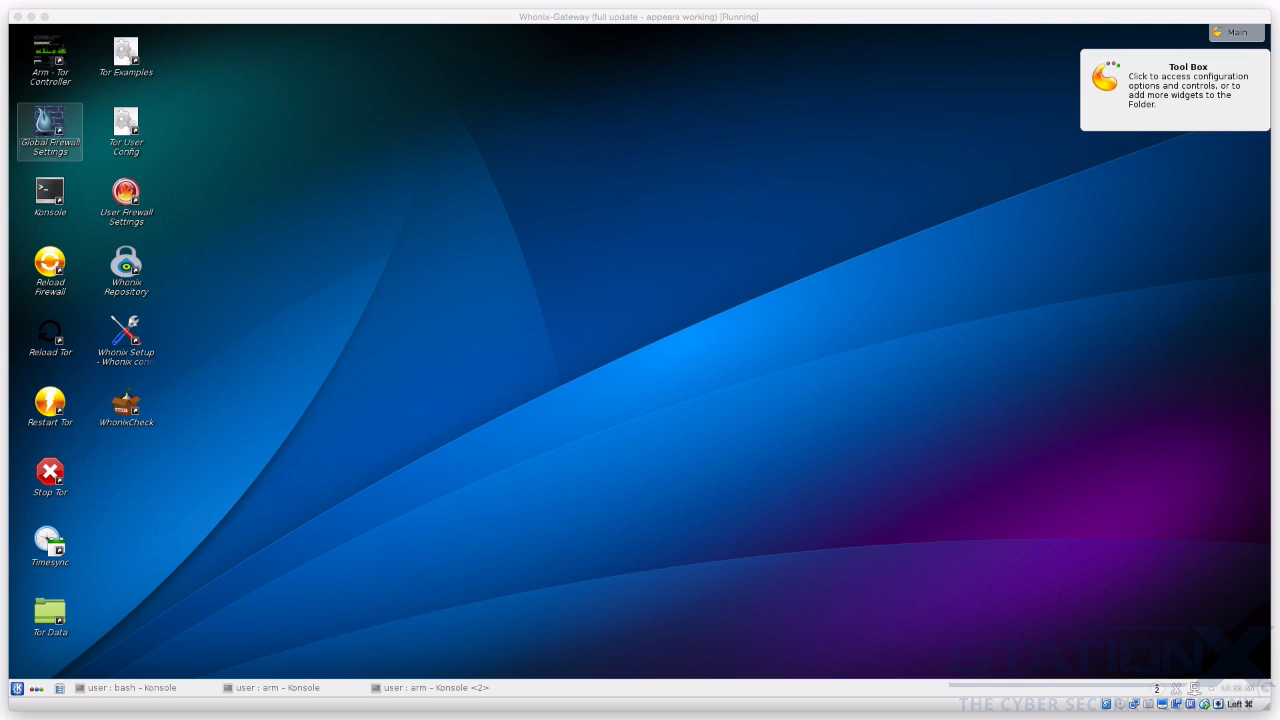 Whonix-Gateway (full update - appears working) [Running]
Main
Tool Box
Click to access configuration
options and controls, or to
add more widgets to the
Folder.
Arm - Tor
Controller
Tor Examples
Global Firewall
Settings
Tor User
Config
Konsole
User Firewall
Settings
Reload
Firewall
Whonix
Repository
Reload Tor
Whonix Setup
- Whonix con
Restart Tor
WhonixCheck
Stop Tor
Timesync
Tor Data
STATIONX
user : bash – Konsole
user : arm – Konsole
user : arm – Konsole <2>
2
THE CYBER SEC
Left ⌘